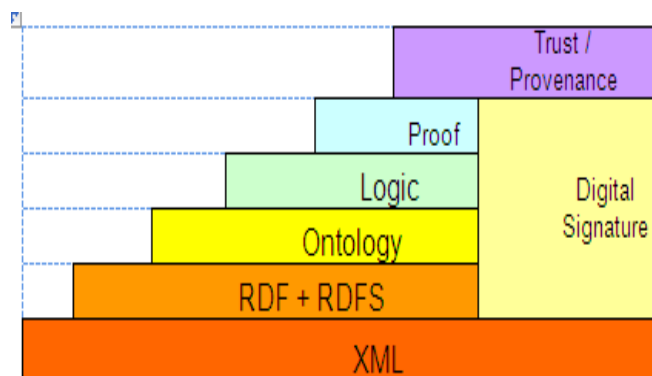 Trust /
Provenance
Proof
Logic
Digital
Signature
Ontology
RDF + RDFS
XML